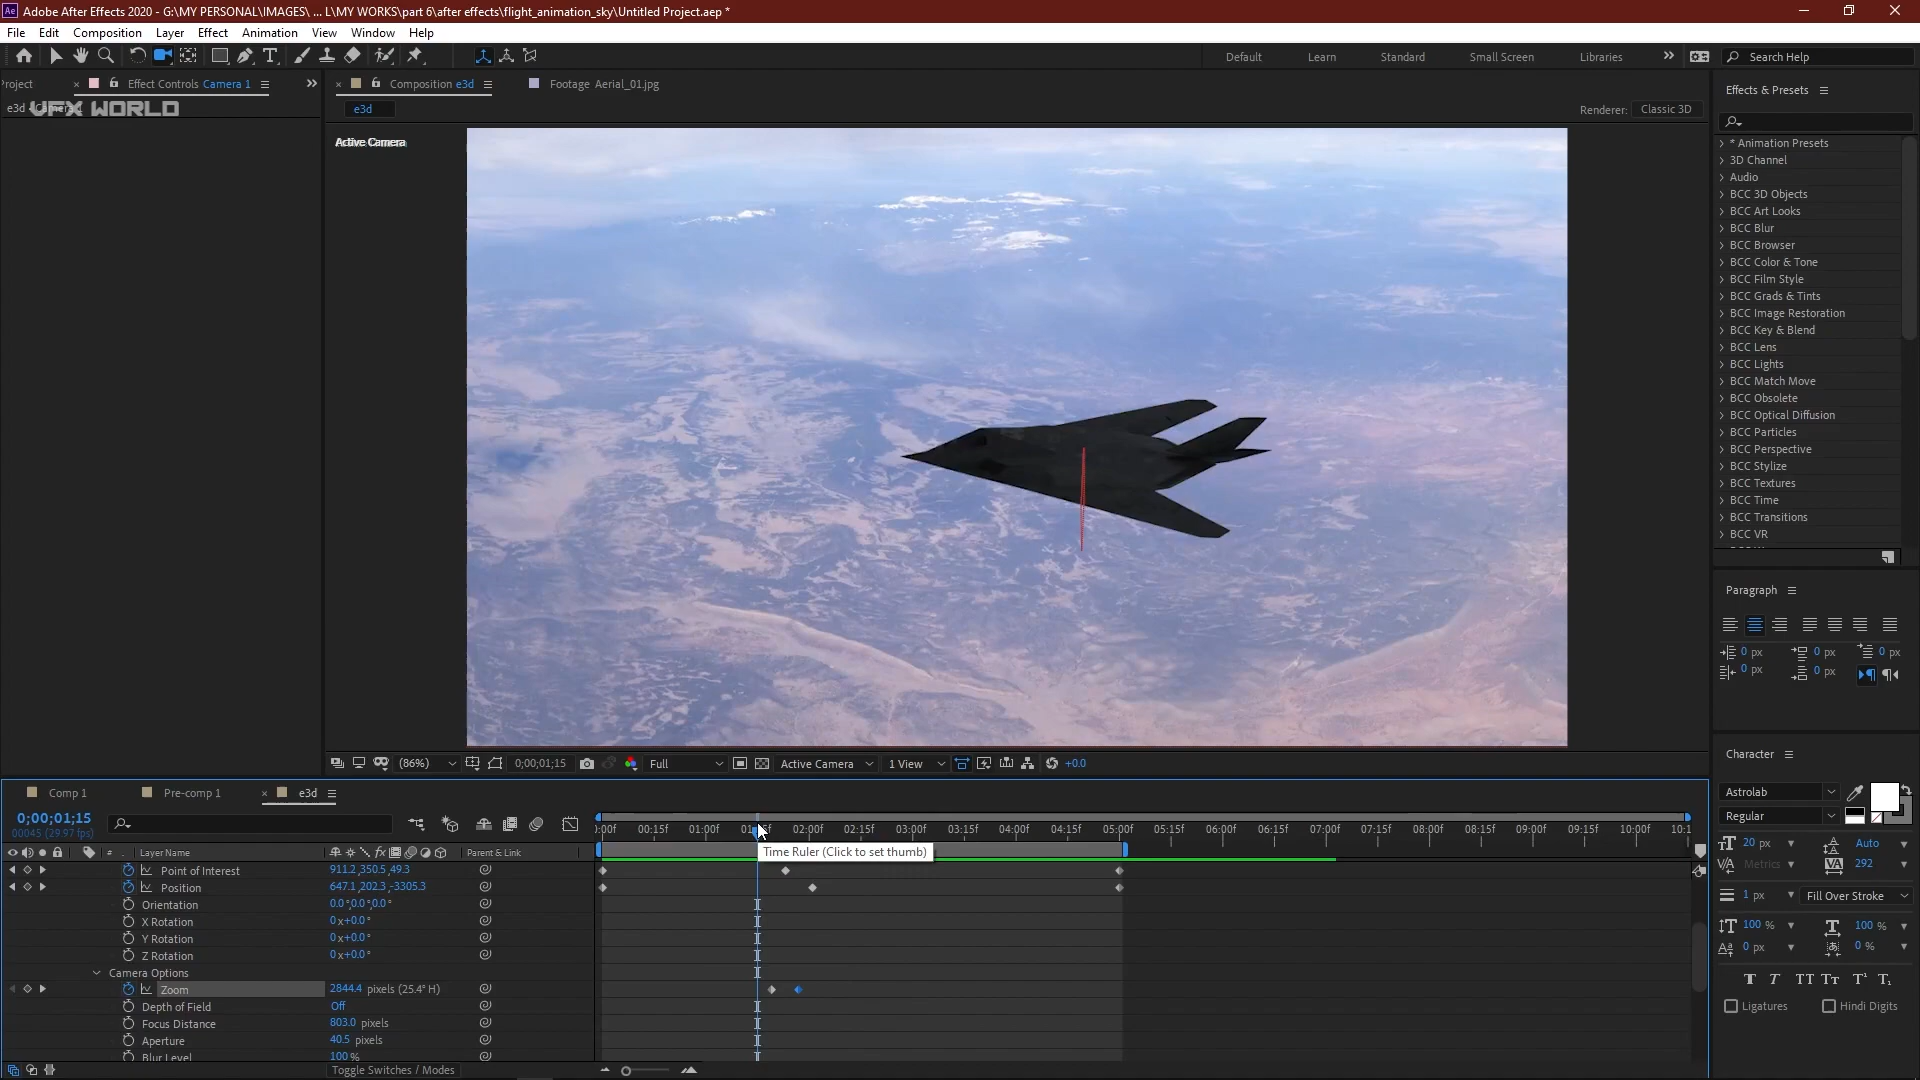 Adobe After Effects 2020 - G:\MY PERSONAL\IMAGES\ ... L\MY WORKS\part 6\after effects\flight_animation_sky\Untitled Project.aep *
File Edit Composition Layer Effect Animation View Window Help
Default Learn Standard Small Screen Libraries Search Help
Project Effect Controls Camera 1
Composition e3d Footage Aerial_01.jpg
e3d
VFX WORLD
e3d
Renderer: Classic 3D
Active Camera
Effects & Presets
* Animation Presets
3D Channel
Audio
BCC 3D Objects
BCC Art Looks
BCC Blur
BCC Browser
BCC Color & Tone
BCC Film Style
BCC Grads & Tints
BCC Image Restoration
BCC Key & Blend
BCC Lens
BCC Lights
BCC Match Move
BCC Obsolete
BCC Optical Diffusion
BCC Particles
BCC Perspective
BCC Stylize
BCC Textures
BCC Time
BCC Transitions
BCC VR
Paragraph
0 px 0 px 0 px
0 px 0 px
Character
Astrolab
Regular
20 px Auto
Metrics 292
1 px Fill Over Stroke
100 % 100 %
0 px 0 %
Ligatures Hindi Digits
(86%) 0;00;01;15 Full Active Camera 1 View +0.0
Comp 1 Pre-comp 1 e3d
0;00;01;15
00045 (29.97 fps)
# Layer Name Parent & Link
00:15f 01:00f 02:00f 02:15f 03:00f 03:15f 04:00f 04:15f 05:00f 05:15f 06:00f 06:15f 07:00f 07:15f 08:00f 08:15f 09:00f 09:15f 10:00f
Time Ruler (Click to set thumb)
Point of Interest 911.2,350.5,49.3
Position 647.1,202.3,-3305.3
Orientation 0.0°,0.0°,0.0°
X Rotation 0x+0.0°
Y Rotation 0x+0.0°
Z Rotation 0x+0.0°
Camera Options
Zoom 2844.4 pixels (25.4° H)
Depth of Field Off
Focus Distance 803.0 pixels
Aperture 40.5 pixels
Blur Level 100%
Toggle Switches / Modes